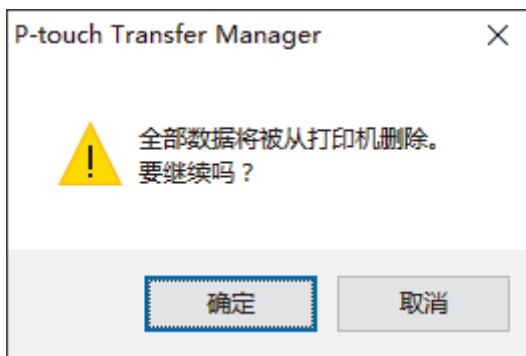 P-touch Transfer Manager
全部数据将被从打印机删除。
要继续吗？
确定
取消